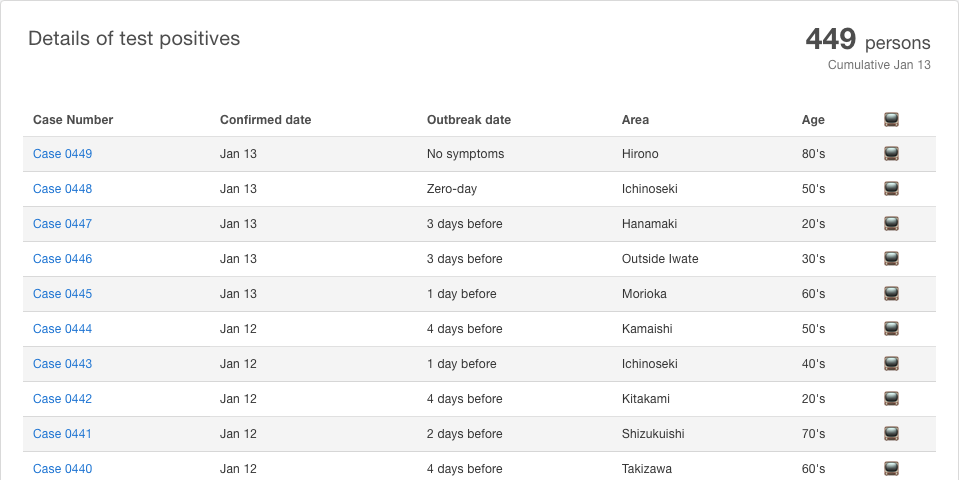 Details of test positives
449 persons
Cumulative Jan 13
Case Number Confirmed date Outbreak date Area Age
Case 0449 Jan 13 No symptoms Hirono 80's
Case 0448 Jan 13 Zero-day Ichinoseki 50's
Case 0447 Jan 13 3 days before Hanamaki 20's
Case 0446 Jan 13 3 days before Outside Iwate 30's
Case 0445 Jan 13 1 day before Morioka 60's
Case 0444 Jan 12 4 days before Kamaishi 50's
Case 0443 Jan 12 1 day before Ichinoseki 40's
Case 0442 Jan 12 4 days before Kitakami 20's
Case 0441 Jan 12 2 days before Shizukuishi 70's
Case 0440 Jan 12 4 days before Takizawa 60's